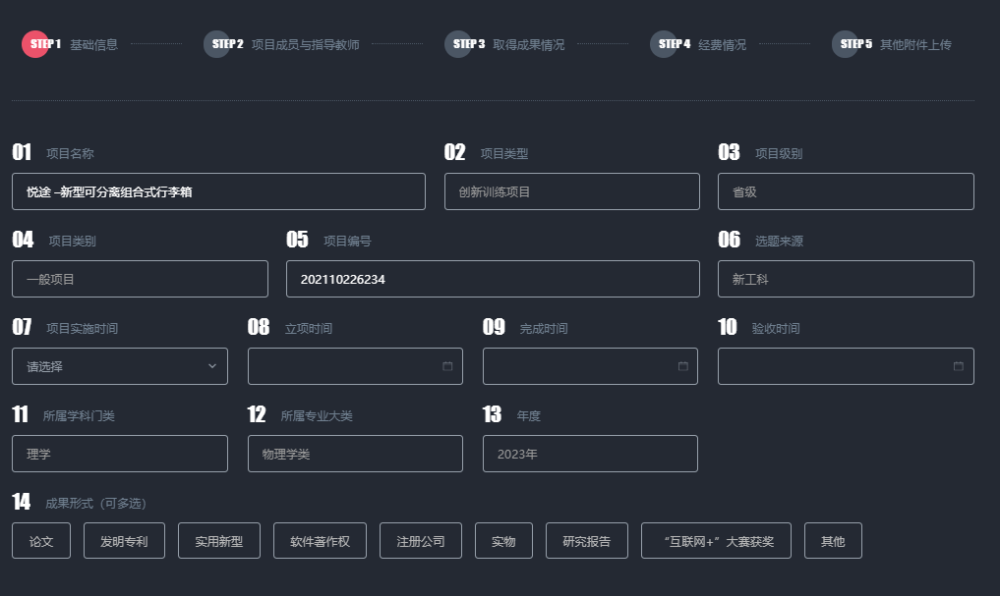 STEP 1 基础信息 STEP 2 项目成员与指导教师 STEP 3 取得成果情况 STEP 4 经费情况 STEP 5 其他附件上传
01 项目名称 02 项目类型 03 项目级别
悦途 –新型可分离组合式行李箱 创新训练项目 省级
04 项目类别 05 项目编号 06 选题来源
一般项目 202110226234 新工科
07 项目实施时间 08 立项时间 09 完成时间 10 验收时间
请选择
11 所属学科门类 12 所属专业大类 13 年度
理学 物理学类 2023年
14 成果形式（可多选）
论文 发明专利 实用新型 软件著作权 注册公司 实物 研究报告 “互联网+”大赛获奖 其他